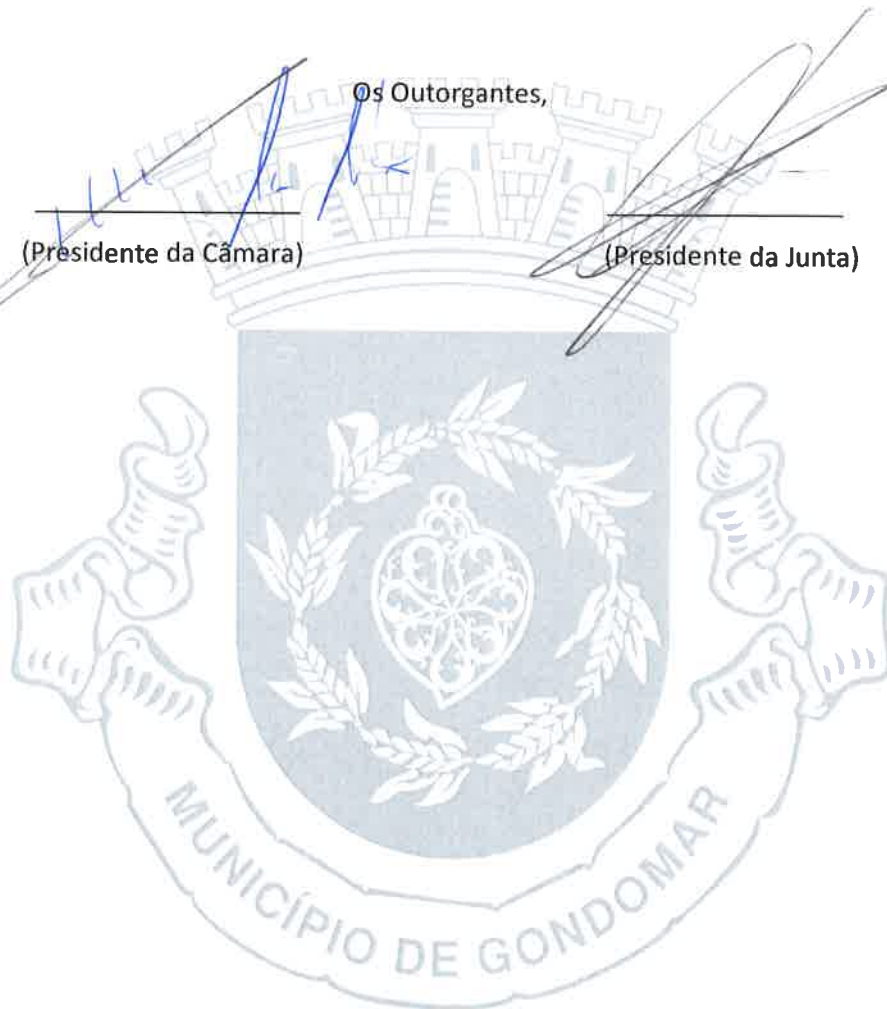 Os Outorgantes,
(Presidente da Câmara)
(Presidente da Junta)
MUNICÍPIO DE GONDOMAR